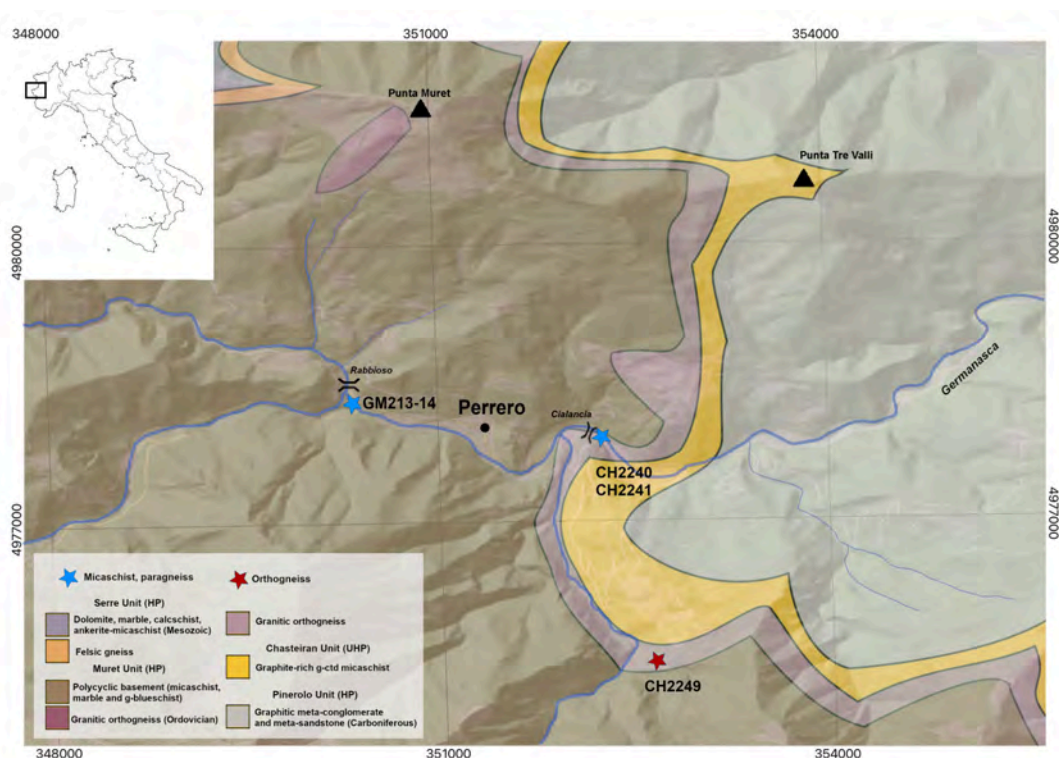 348000
351000
354000
Punta Muret
Punta Tre Valli
4980000
4980000
Germanasca
Rabbioso
GM213-14
Perrero
Cialancia
CH2240
CH2241
4977000
4977000
Micaschist, paragneiss
Orthogneiss
Serre Unit (HP)
Dolomite, marble, calcschist,
ankerite-micaschist (Mesozoic)
Felsic gneiss
Muret Unit (HP)
Polycyclic basement (micaschist,
marble and g-blueschist)
Granitic orthogneiss (Ordovician)
Granitic orthogneiss
Chasteiran Unit (UHP)
Graphite-rich g-ctd micaschist
Pinerolo Unit (HP)
Graphitic meta-conglomerate
and meta-sandstone (Carboniferous)
CH2249
348000
351000
354000